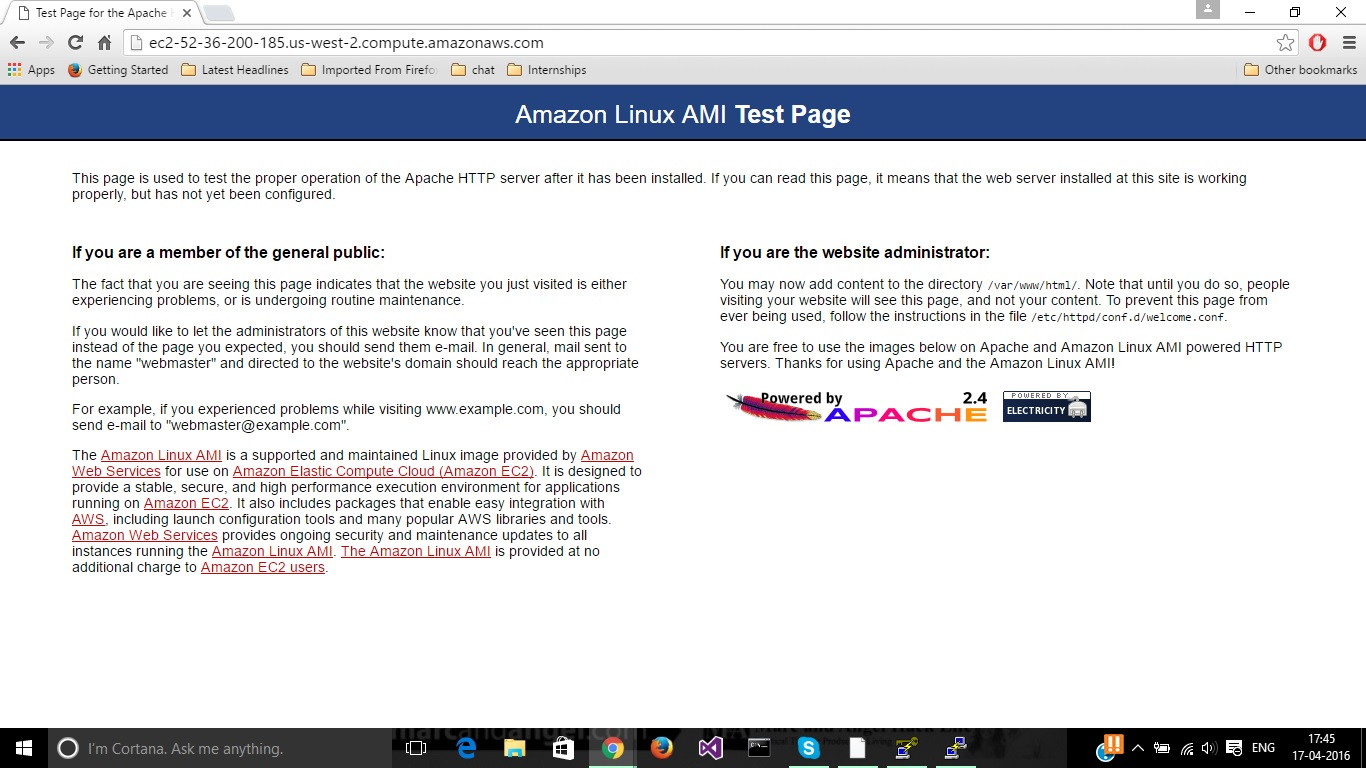 Test Page for the Apache
ec2-52-36-200-185.us-west-2.compute.amazonaws.com
Apps Getting Started Latest Headlines Imported From Firefo chat Internships Other bookmarks
Amazon Linux AMI Test Page
This page is used to test the proper operation of the Apache HTTP server after it has been installed. If you can read this page, it means that the web server installed at this site is working
properly, but has not yet been configured.
If you are a member of the general public:
The fact that you are seeing this page indicates that the website you just visited is either
experiencing problems, or is undergoing routine maintenance.
If you would like to let the administrators of this website know that you've seen this page
instead of the page you expected, you should send them e-mail. In general, mail sent to
the name "webmaster" and directed to the website's domain should reach the appropriate
person.
For example, if you experienced problems while visiting www.example.com, you should
send e-mail to "webmaster@example.com".
The Amazon Linux AMI is a supported and maintained Linux image provided by Amazon
Web Services for use on Amazon Elastic Compute Cloud (Amazon EC2). It is designed to
provide a stable, secure, and high performance execution environment for applications
running on Amazon EC2. It also includes packages that enable easy integration with
AWS, including launch configuration tools and many popular AWS libraries and tools.
Amazon Web Services provides ongoing security and maintenance updates to all
instances running the Amazon Linux AMI. The Amazon Linux AMI is provided at no
additional charge to Amazon EC2 users.
If you are the website administrator:
You may now add content to the directory /var/www/html/. Note that until you do so, people
visiting your website will see this page, and not your content. To prevent this page from
ever being used, follow the instructions in the file /etc/httpd/conf.d/welcome.conf.
You are free to use the images below on Apache and Amazon Linux AMI powered HTTP
servers. Thanks for using Apache and the Amazon Linux AMI!
Powered by 2.4
APACHE
POWERED BY
ELECTRICITY
I'm Cortana. Ask me anything.
ENG
17:45
17-04-2016